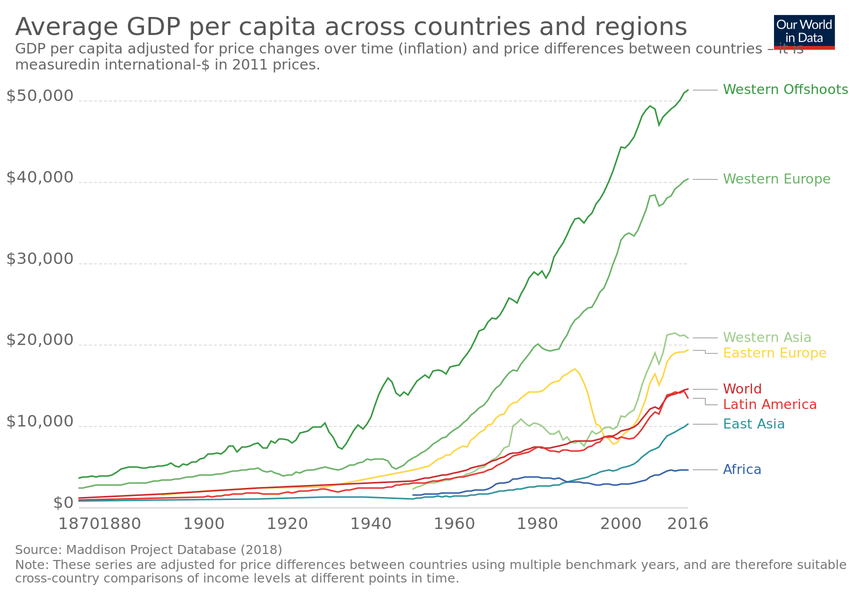 Average GDP per capita across countries and regions
Our World
in Data
GDP per capita adjusted for price changes over time (inflation) and price differences between countries – it is
measuredin international-$ in 2011 prices.
$50,000
$40,000
$30,000
$20,000
$10,000
$0
Western Offshoots
Western Europe
Western Asia
Eastern Europe
World
Latin America
East Asia
Africa
1870 1880 1900 1920 1940 1960 1980 2000 2016
Source: Maddison Project Database (2018)
Note: These series are adjusted for price differences between countries using multiple benchmark years, and are therefore suitable
cross-country comparisons of income levels at different points in time.